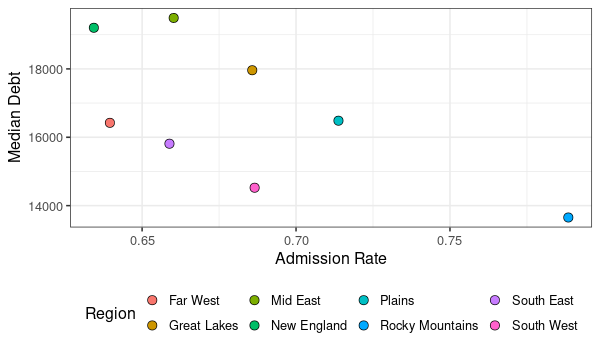 Median Debt
18000
16000
14000
0.65 0.70 0.75
Admission Rate
Region
Far West Mid East Plains South East
Great Lakes New England Rocky Mountains South West